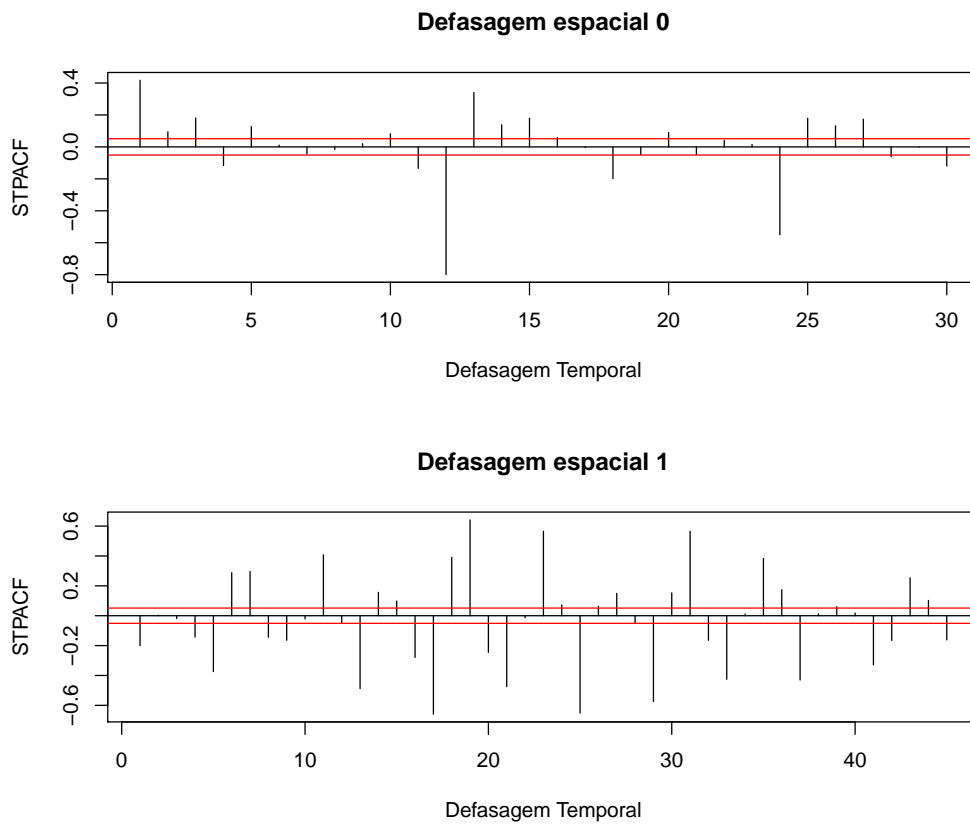 Defasagem espacial 0
STPACF
0.4
0.0
−0.4
−0.8
0 5 10 15 20 25 30
Defasagem Temporal
Defasagem espacial 1
STPACF
0.6
0.2
−0.2
−0.6
0 10 20 30 40
Defasagem Temporal